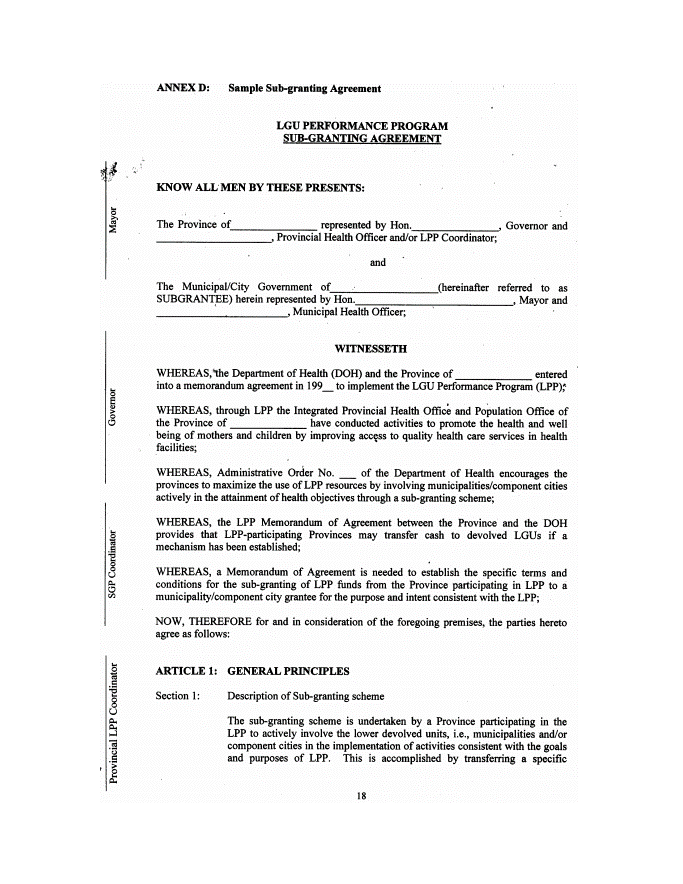 ANNEX D: Sample Sub-granting Agreement
LGU PERFORMANCE PROGRAM
SUB-GRANTING AGREEMENT
KNOW ALL MEN BY THESE PRESENTS:
The Province of_________________ represented by Hon._________________, Governor and
______________________, Provincial Health Officer and/or LPP Coordinator;
and
The Municipal/City Government of_____________________(hereinafter referred to as
SUBGRANTEE) herein represented by Hon.______________________________, Mayor and
_________________________, Municipal Health Officer;
WITNESSETH
WHEREAS, the Department of Health (DOH) and the Province of _______________ entered
into a memorandum agreement in 199__ to implement the LGU Performance Program (LPP);
WHEREAS, through LPP the Integrated Provincial Health Office and Population Office of
the Province of _______________ have conducted activities to promote the health and well
being of mothers and children by improving access to quality health care services in health
facilities;
WHEREAS, Administrative Order No. ___ of the Department of Health encourages the
provinces to maximize the use of LPP resources by involving municipalities/component cities
actively in the attainment of health objectives through a sub-granting scheme;
WHEREAS, the LPP Memorandum of Agreement between the Province and the DOH
provides that LPP-participating Provinces may transfer cash to devolved LGUs if a
mechanism has been established;
WHEREAS, a Memorandum of Agreement is needed to establish the specific terms and
conditions for the sub-granting of LPP funds from the Province participating in LPP to a
municipality/component city grantee for the purpose and intent consistent with the LPP;
NOW, THEREFORE for and in consideration of the foregoing premises, the parties hereto
agree as follows:
ARTICLE 1: GENERAL PRINCIPLES
Section 1: Description of Sub-granting scheme
The sub-granting scheme is undertaken by a Province participating in the
LPP to actively involve the lower devolved units, i.e., municipalities and/or
component cities in the implementation of activities consistent with the goals
and purposes of LPP. This is accomplished by transferring a specific
18
Mayor
Governor
SGP Coordinator
Provincial LPP Coordinator